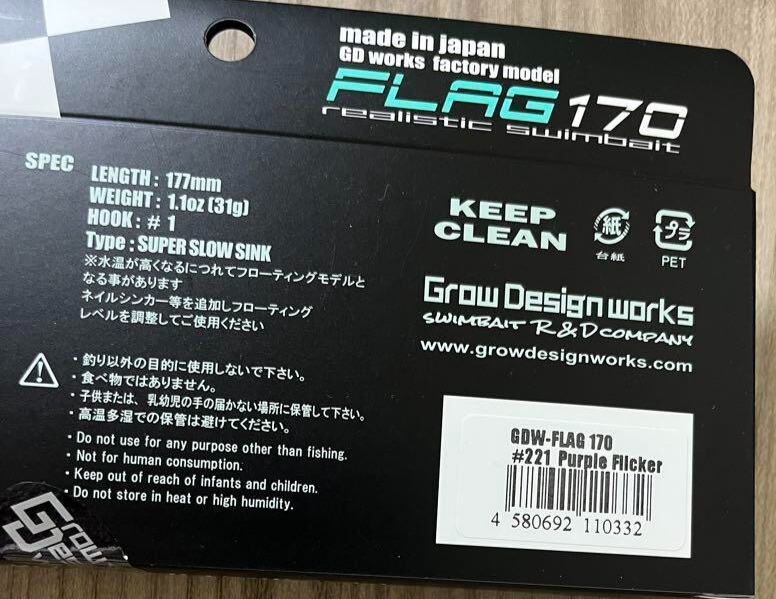 made in japan
GD works factory model
FLAG 170
realistic swimbait
SPEC
LENGTH : 177mm
WEIGHT : 1.1oz (31g)
HOOK : # 1
Type : SUPER SLOW SINK
※水温が高くなるにつれてフローティングモデルと
なる事があります
ネイルシンカー等を追加しフローティング
レベルを調整してご使用ください
・釣り以外の目的に使用しないで下さい。
・食べ物ではありません。
・子供または、乳幼児の手の届かない場所に保管して下さい。
・高温多湿での保管は避けてください。
・Do not use for any purpose other than fishing.
・Not for human consumption.
・Keep out of reach of infants and children.
・Do not store in heat or high humidity.
KEEP
CLEAN
紙
台紙
プラ
PET
Grow Design works
SWIMBAIT R&D COMPANY
www.growdesignworks.com
GDW-FLAG 170
#221 Purple Flicker
4 580692 110332
Grow